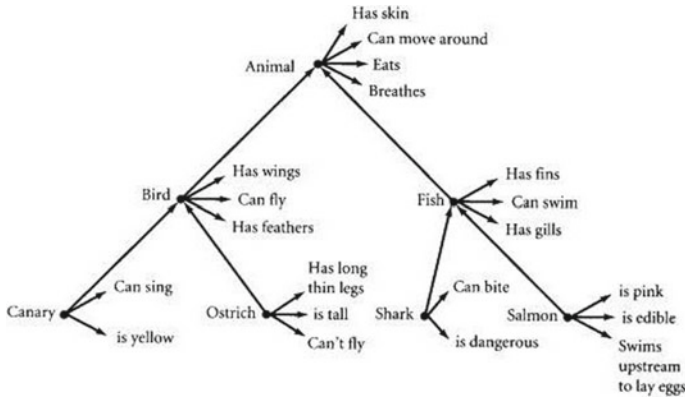 Has skin
Can move around
Animal
Eats
Breathes
Has wings
Bird
Can fly
Has feathers
Has fins
Fish
Can swim
Has gills
Can sing
Canary
is yellow
Has long
thin legs
Ostrich
is tall
Can't fly
Can bite
Shark
is dangerous
is pink
Salmon
is edible
Swims
upstream
to lay eggs